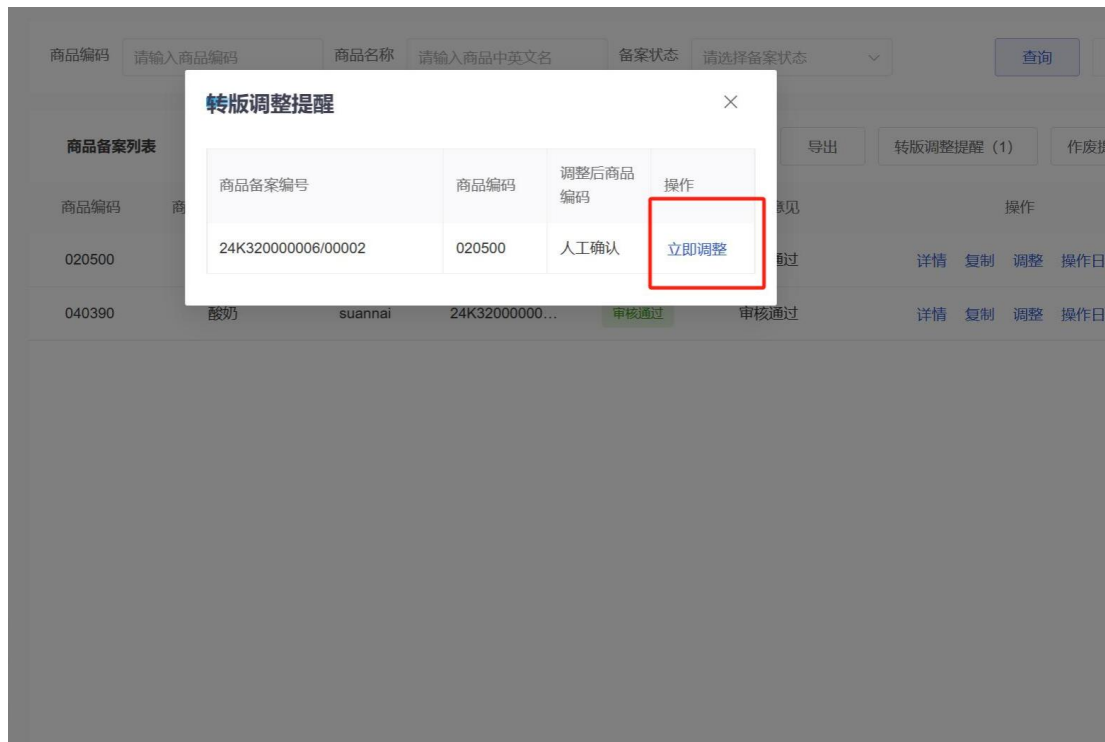 商品编码 请输入商品编码 商品名称 请输入商品中英文名 备案状态 请选择备案状态 查询
转版调整提醒
商品备案列表 导出 转版调整提醒（1）
商品备案编号 商品编码 调整后商品编码 操作
商品编码 操作
24K320000006/00002 020500 人工确认 立即调整
020500 详情 复制 调整 操作日
040390 酸奶 suannai 24K32000000... 审核通过 审核通过 详情 复制 调整 操作日